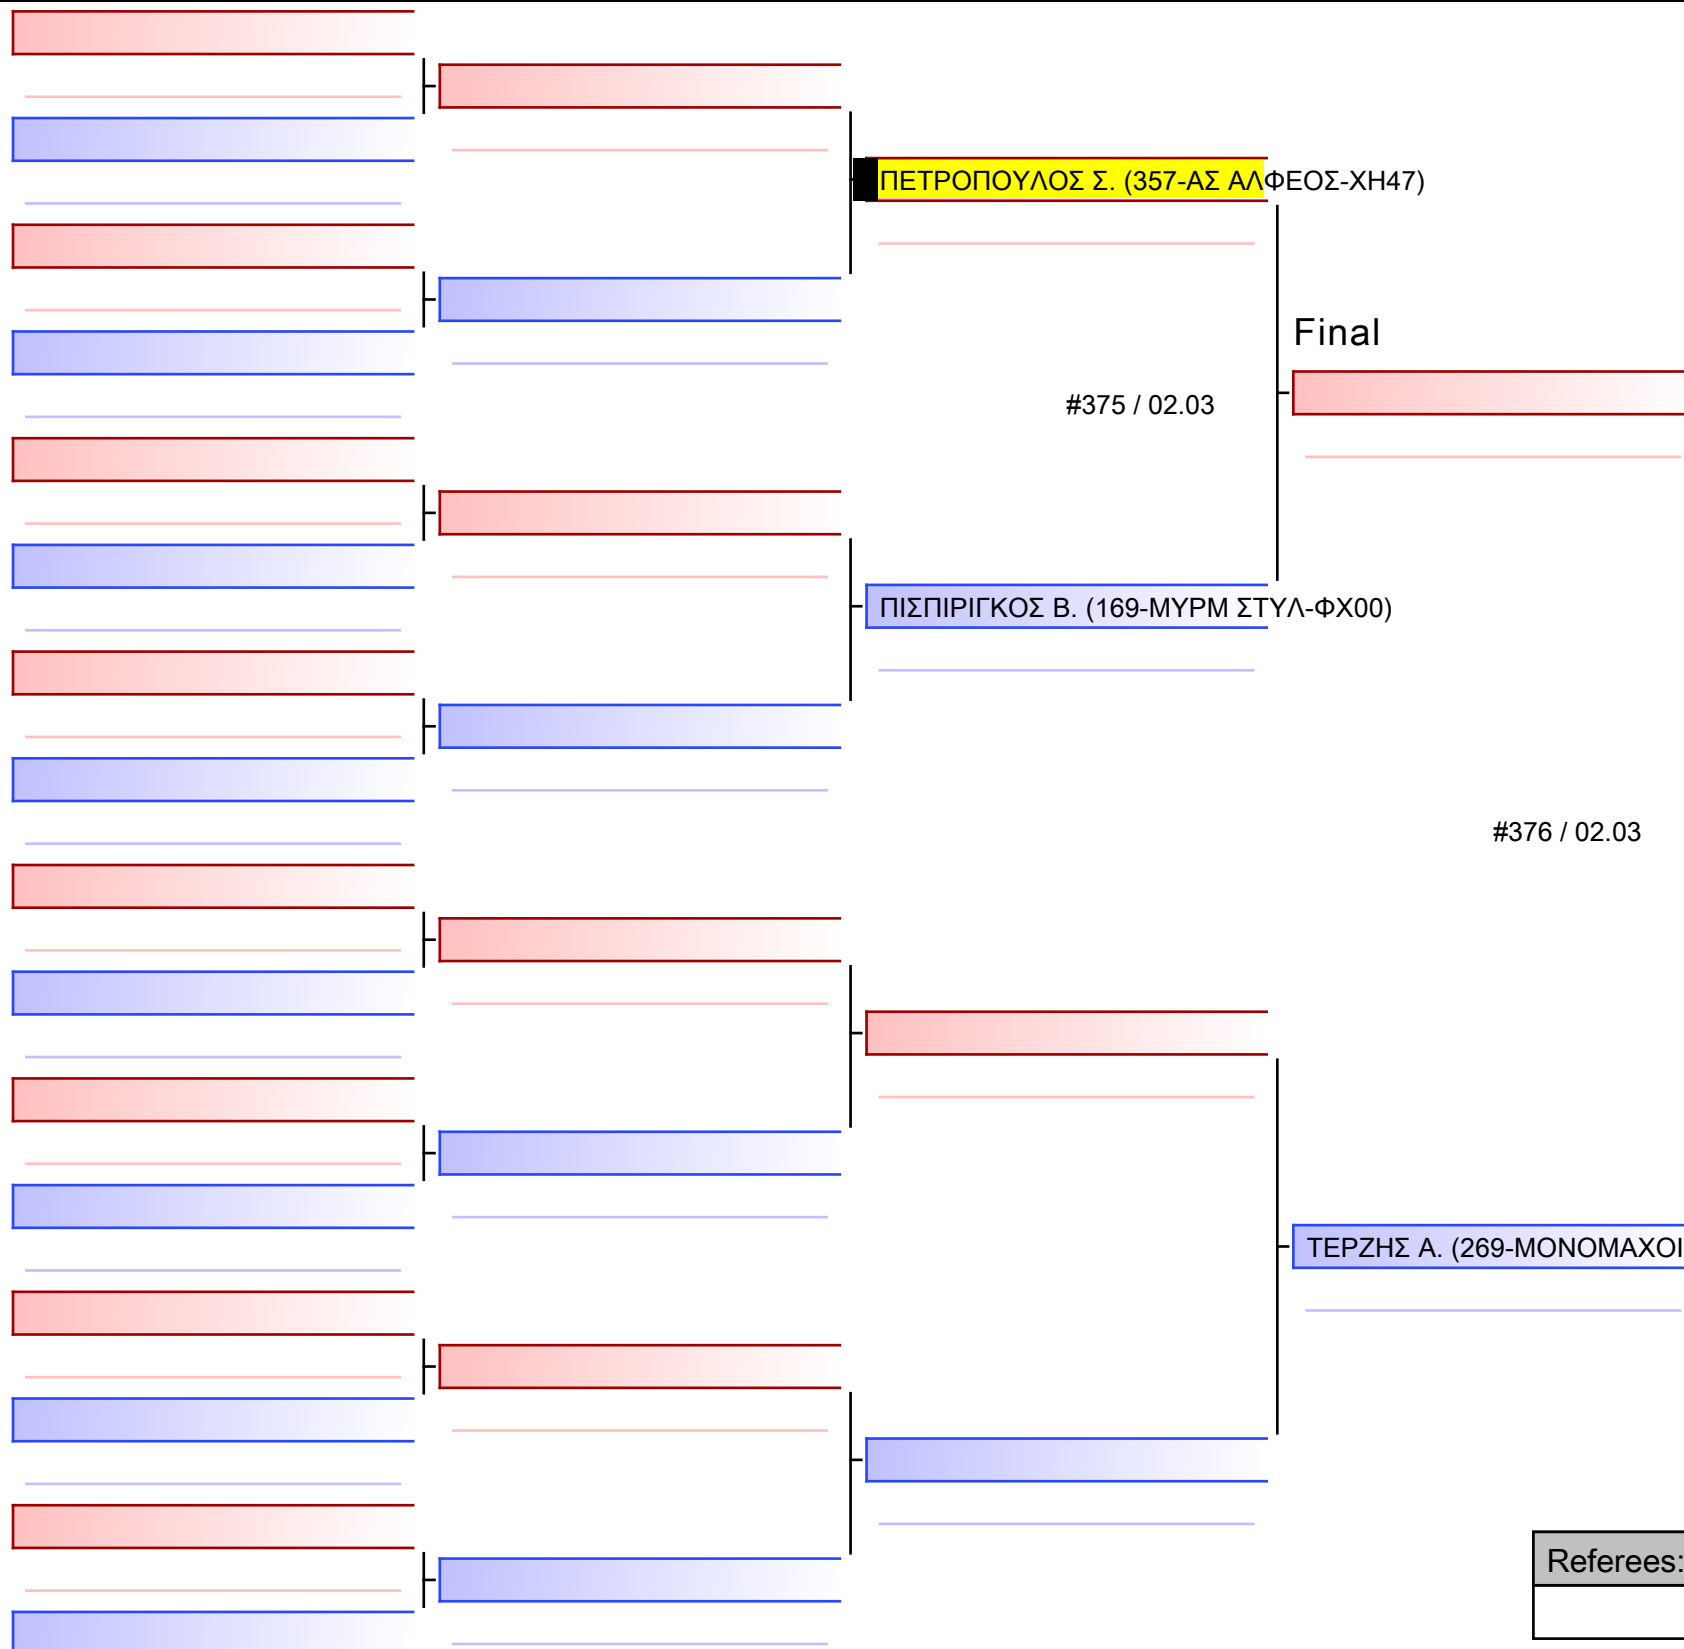 ΠΕΤΡΟΠΟΥΛΟΣ Σ. (357-ΑΣ ΑΛΦΕΟΣ-ΧΗ47)
Final
#375 / 02.03
ΠΙΣΠΙΡΙΓΚΟΣ Β. (169-ΜΥΡΜ ΣΤΥΛ-ΦΧ00)
#376 / 02.03
ΤΕΡΖΗΣ Α. (269-ΜΟΝΟΜΑΧΟΙ
Referees: